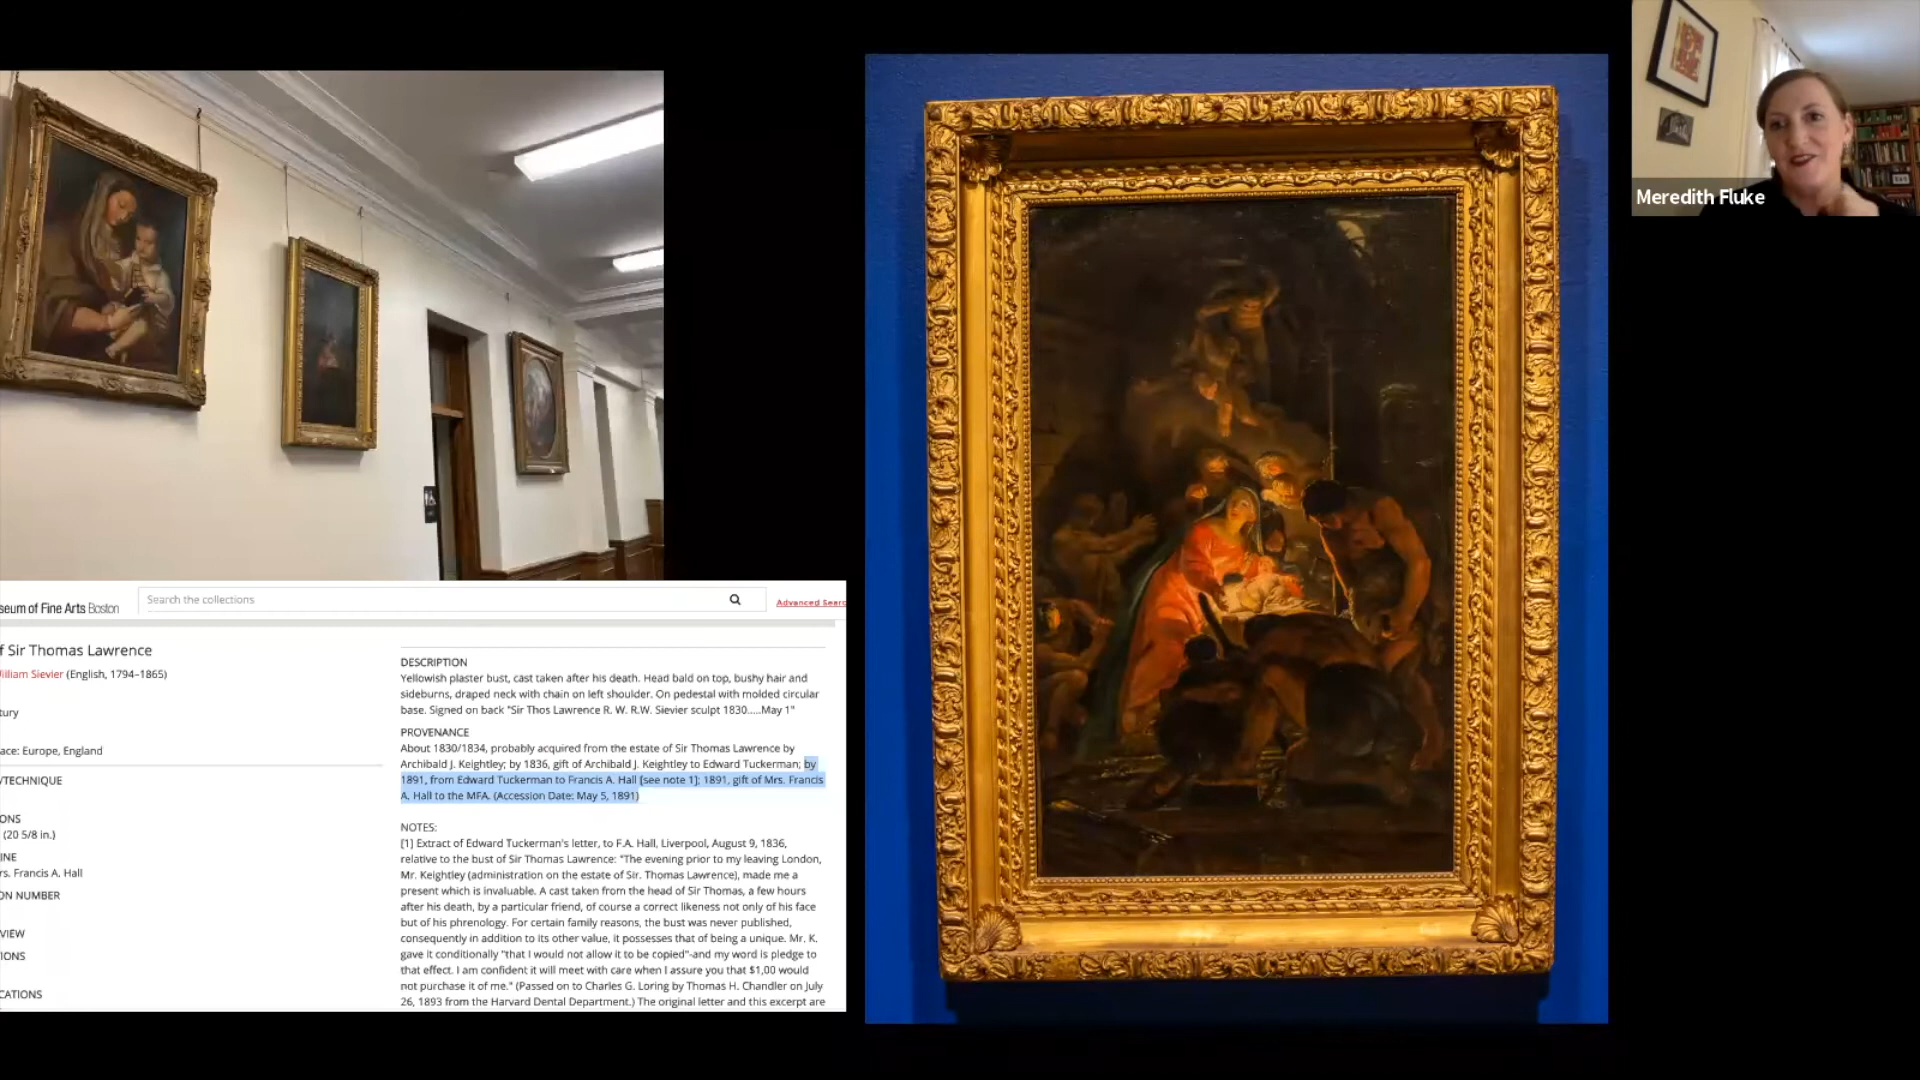 Meredith Fluke
seum of Fine Arts Boston
Search the collections
Advanced Searc
f Sir Thomas Lawrence
illiam Sievier (English, 1794–1865)
tury
ace: Europe, England
/TECHNIQUE
ONS
(20 5/8 in.)
INE
rs. Francis A. Hall
ON NUMBER
VIEW
IONS
CATIONS
DESCRIPTION
Yellowish plaster bust, cast taken after his death. Head bald on top, bushy hair and
sideburns, draped neck with chain on left shoulder. On pedestal with molded circular
base. Signed on back "Sir Thos Lawrence R. W. R.W. Sievier sculpt 1830.....May 1"
PROVENANCE
About 1830/1834, probably acquired from the estate of Sir Thomas Lawrence by
Archibald J. Keightley; by 1836, gift of Archibald J. Keightley to Edward Tuckerman; by
1891, from Edward Tuckerman to Francis A. Hall [see note 1]; 1891, gift of Mrs. Francis
A. Hall to the MFA. (Accession Date: May 5, 1891)
NOTES:
[1] Extract of Edward Tuckerman's letter, to F.A. Hall, Liverpool, August 9, 1836,
relative to the bust of Sir Thomas Lawrence: "The evening prior to my leaving London,
Mr. Keightley (administration on the estate of Sir. Thomas Lawrence), made me a
present which is invaluable. A cast taken from the head of Sir Thomas, a few hours
after his death, by a particular friend, of course a correct likeness not only of his face
but of his phrenology. For certain family reasons, the bust was never published,
consequently in addition to its other value, it possesses that of being a unique. Mr. K.
gave it conditionally "that I would not allow it to be copied"-and my word is pledge to
that effect. I am confident it will meet with care when I assure you that $1,00 would
not purchase it of me." (Passed on to Charles G. Loring by Thomas H. Chandler on July
26, 1893 from the Harvard Dental Department.) The original letter and this excerpt are